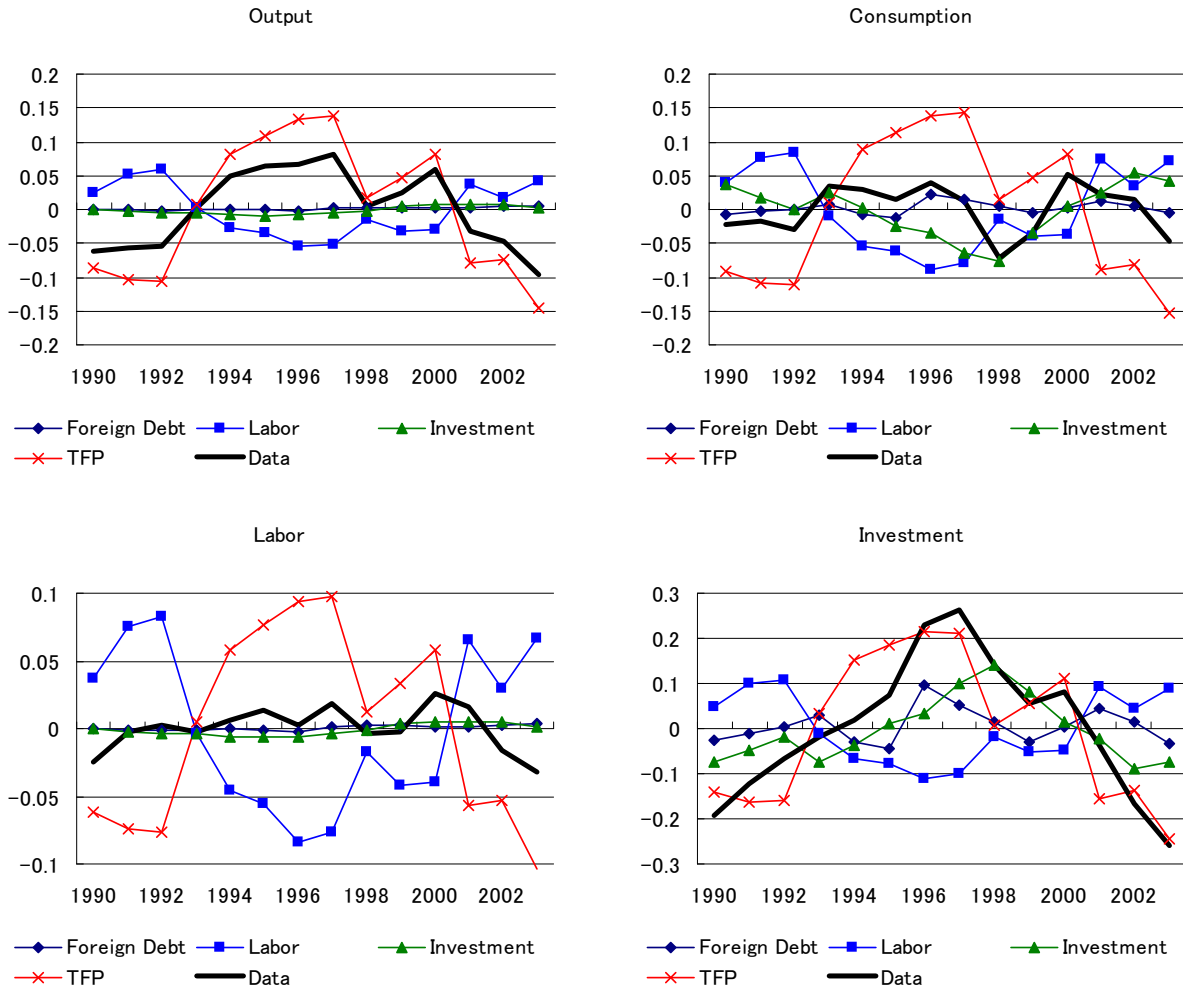 Output
0.2
0.15
0.1
0.05
0
-0.05
-0.1
-0.15
-0.2
1990 1992 1994 1996 1998 2000 2002
Foreign Debt Labor Investment
TFP Data
Consumption
0.2
0.15
0.1
0.05
0
-0.05
-0.1
-0.15
-0.2
1990 1992 1994 1996 1998 2000 2002
Foreign Debt Labor Investment
TFP Data
Labor
0.1
0.05
0
-0.05
-0.1
1990 1992 1994 1996 1998 2000 2002
Foreign Debt Labor Investment
TFP Data
Investment
0.3
0.2
0.1
0
-0.1
-0.2
-0.3
1990 1992 1994 1996 1998 2000 2002
Foreign Debt Labor Investment
TFP Data